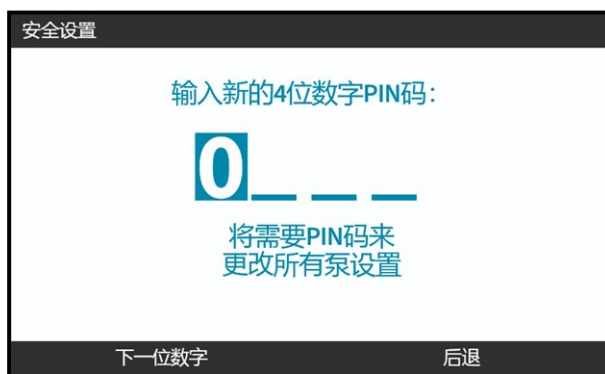 安全设置
输入新的4位数字PIN码：
0
将需要PIN码来
更改所有泵设置
下一位数字 后退